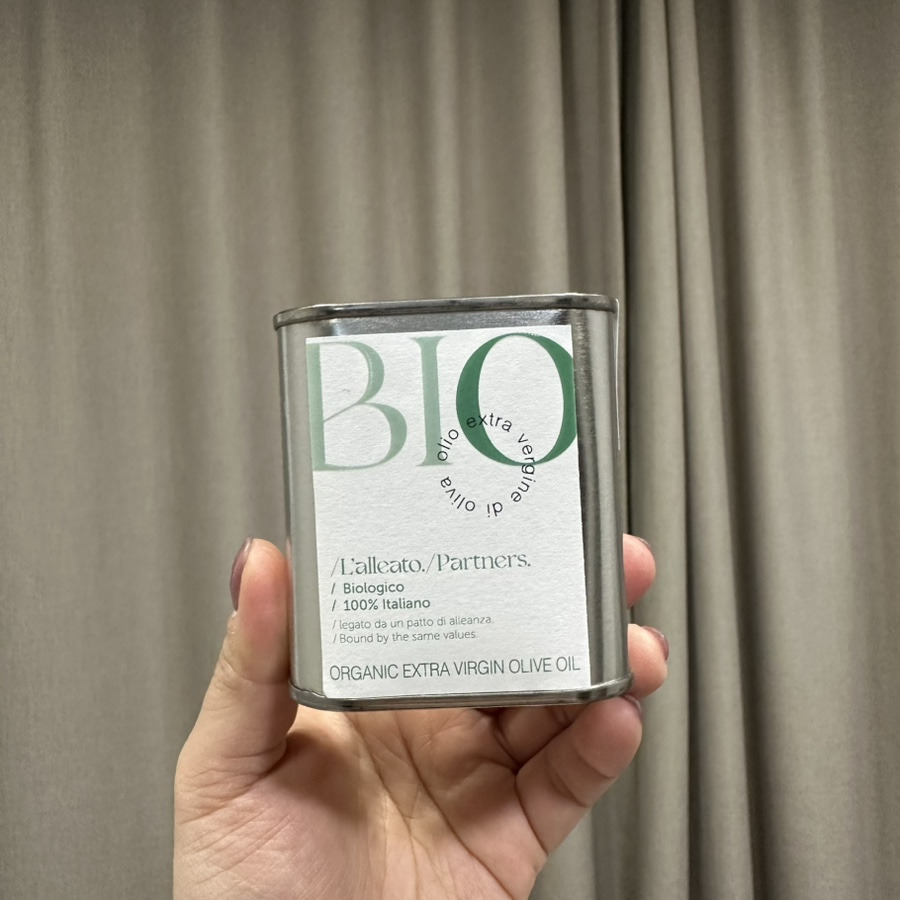 BIO
olio extra vergine di oliva
/L'alleato./Partners.
/ Biologico
/ 100% Italiano
/ legato da un patto di alleanza.
/ Bound by the same values.
ORGANIC EXTRA VIRGIN OLIVE OIL